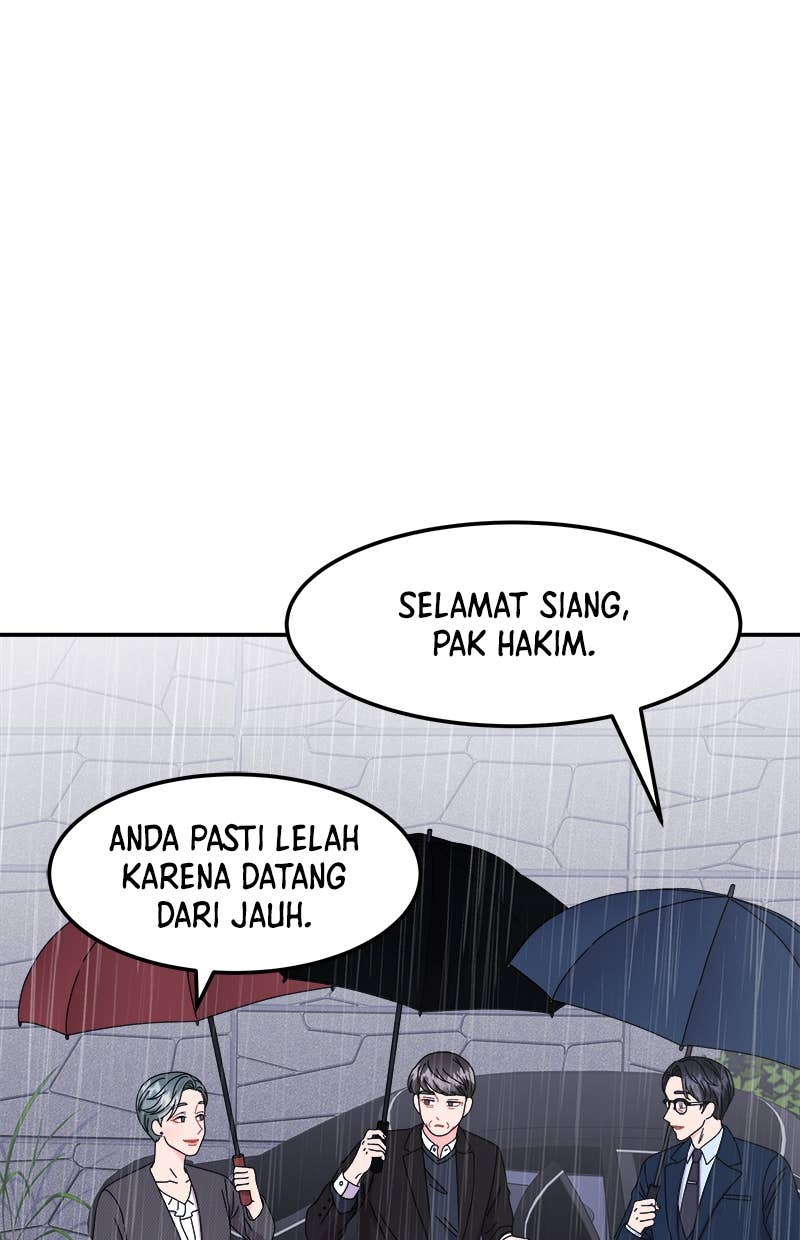 SELAMAT SIANG,
PAK HAKIM.
ANDA PASTI LELAH
KARENA DATANG
DARI JAUH.